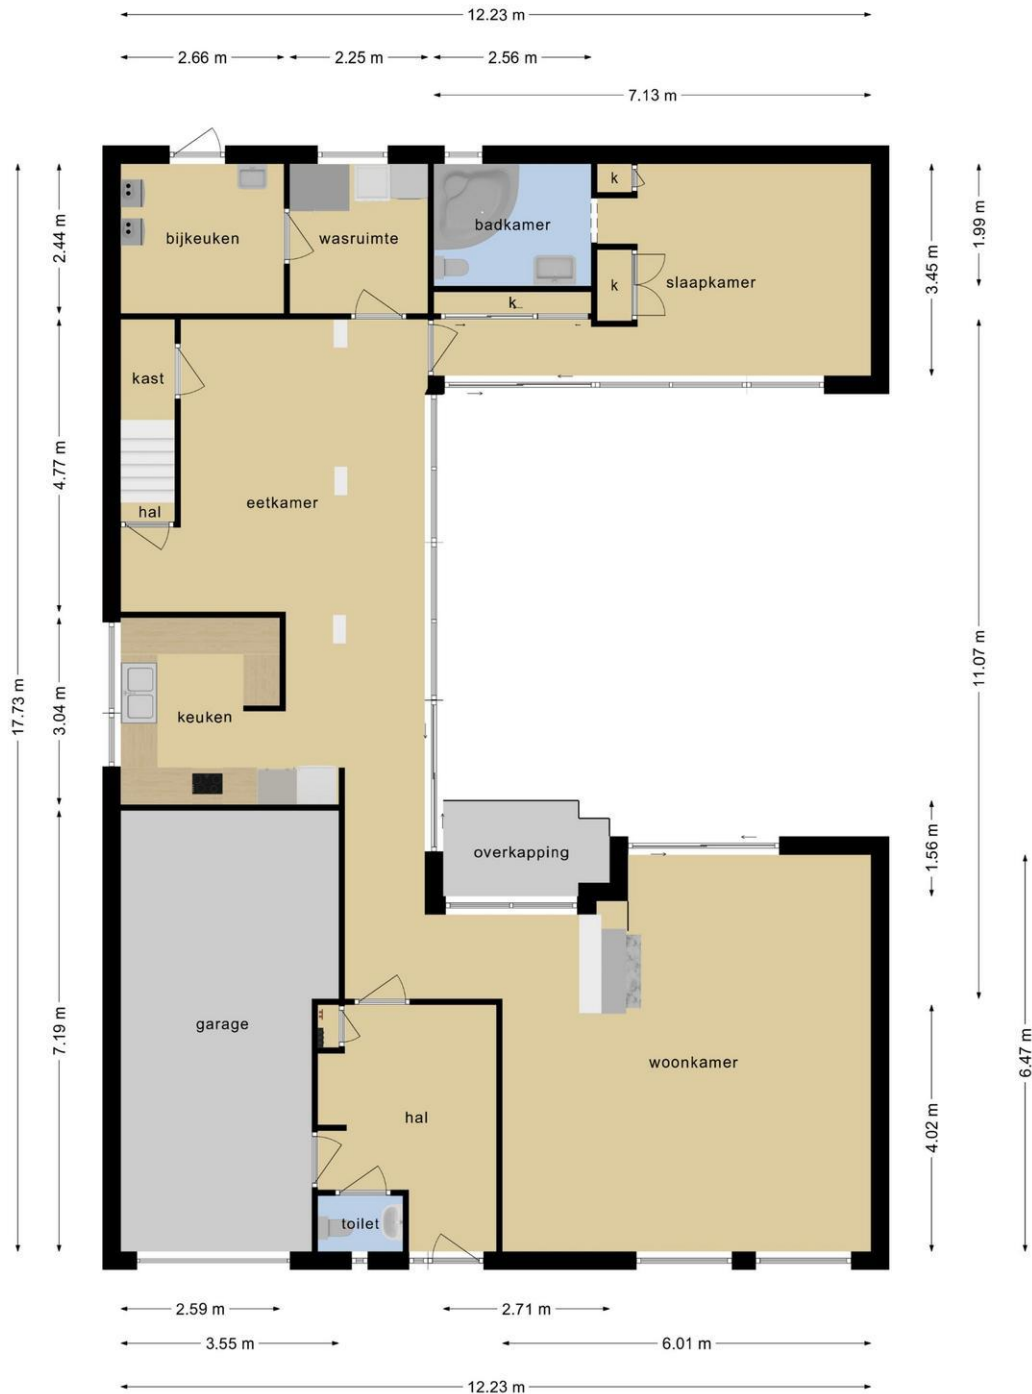 12.23 m
2.66 m
2.25 m
2.56 m
7.13 m
17.73 m
2.44 m
4.77 m
3.04 m
7.19 m
bijkeuken
wasruimte
badkamer
k
slaapkamer
k
k
kast
hal
eetkamer
keuken
overkapping
garage
woonkamer
hal
toilet
3.45 m
1.99 m
11.07 m
1.56 m
4.02 m
6.47 m
2.59 m
2.71 m
3.55 m
6.01 m
12.23 m